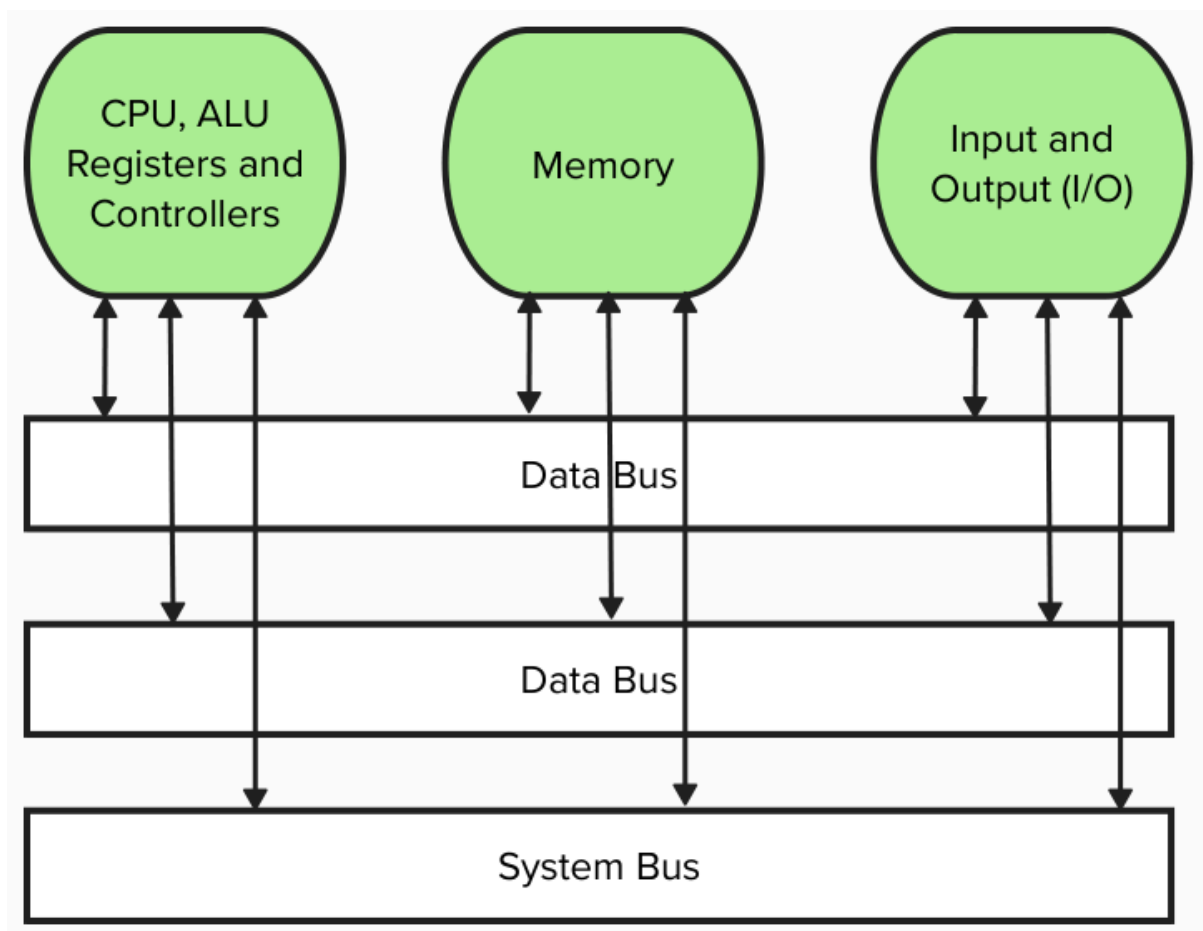 CPU, ALU
Registers and
Controllers
Memory
Input and
Output (I/O)
Data Bus
Data Bus
System Bus